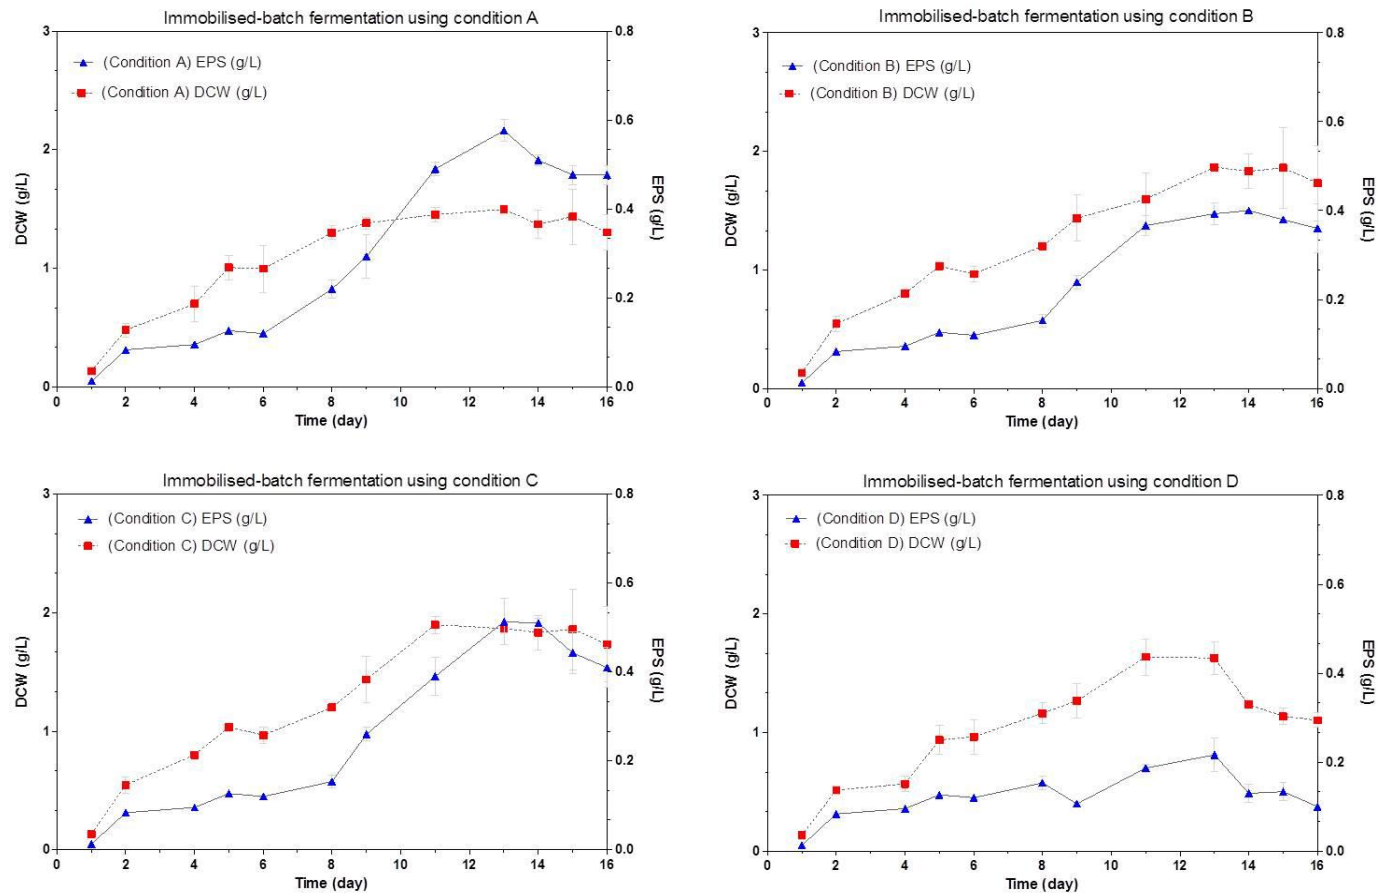 Immobilised-batch fermentation using condition A
3
2
1
0
DCW (g/L)
(Condition A) EPS (g/L)
(Condition A) DCW (g/L)
0.8
0.6
0.4
0.2
0.0
EPS (g/L)
0 2 4 6 8 10 12 14 16
Time (day)
Immobilised-batch fermentation using condition B
3
2
1
0
DCW (g/L)
(Condition B) EPS (g/L)
(Condition B) DCW (g/L)
0.8
0.6
0.4
0.2
0.0
EPS (g/L)
0 2 4 6 8 10 12 14 16
Time (day)
Immobilised-batch fermentation using condition C
3
2
1
0
DCW (g/L)
(Condition C) EPS (g/L)
(Condition C) DCW (g/L)
0.8
0.6
0.4
0.2
0.0
EPS (g/L)
0 2 4 6 8 10 12 14 16
Time (day)
Immobilised-batch fermentation using condition D
3
2
1
0
DCW (g/L)
(Condition D) EPS (g/L)
(Condition D) DCW (g/L)
0.8
0.6
0.4
0.2
0.0
EPS (g/L)
0 2 4 6 8 10 12 14 16
Time (day)